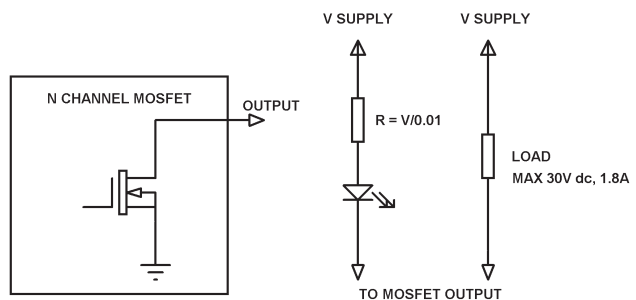 V SUPPLY
V SUPPLY
N CHANNEL MOSFET
OUTPUT
R = V/0.01
LOAD
MAX 30V dc, 1.8A
TO MOSFET OUTPUT